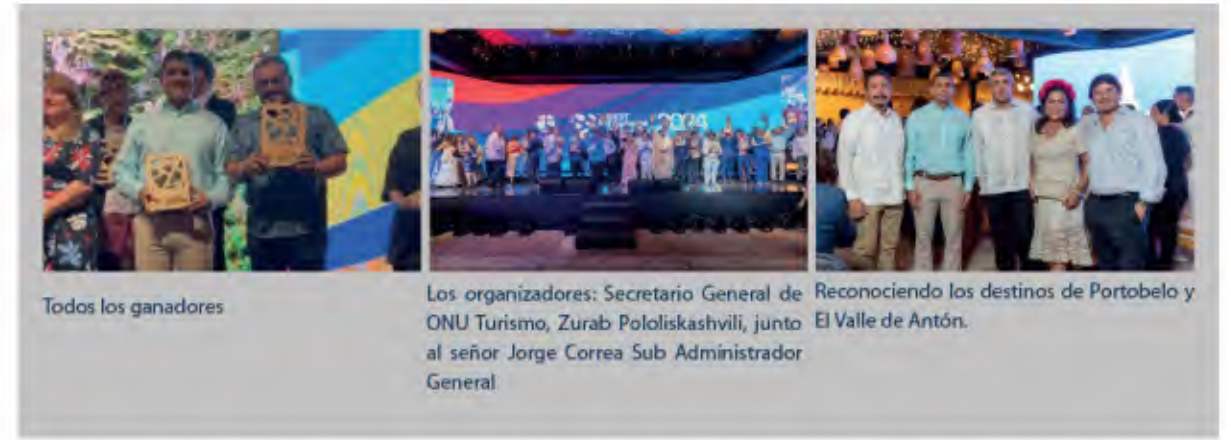 Todos los ganadores
Los organizadores: Secretario General de
ONU Turismo, Zurab Pololiskashvili, junto
al señor Jorge Correa Sub Administrador
General
Reconociendo los destinos de Portobelo y
El Valle de Antón.